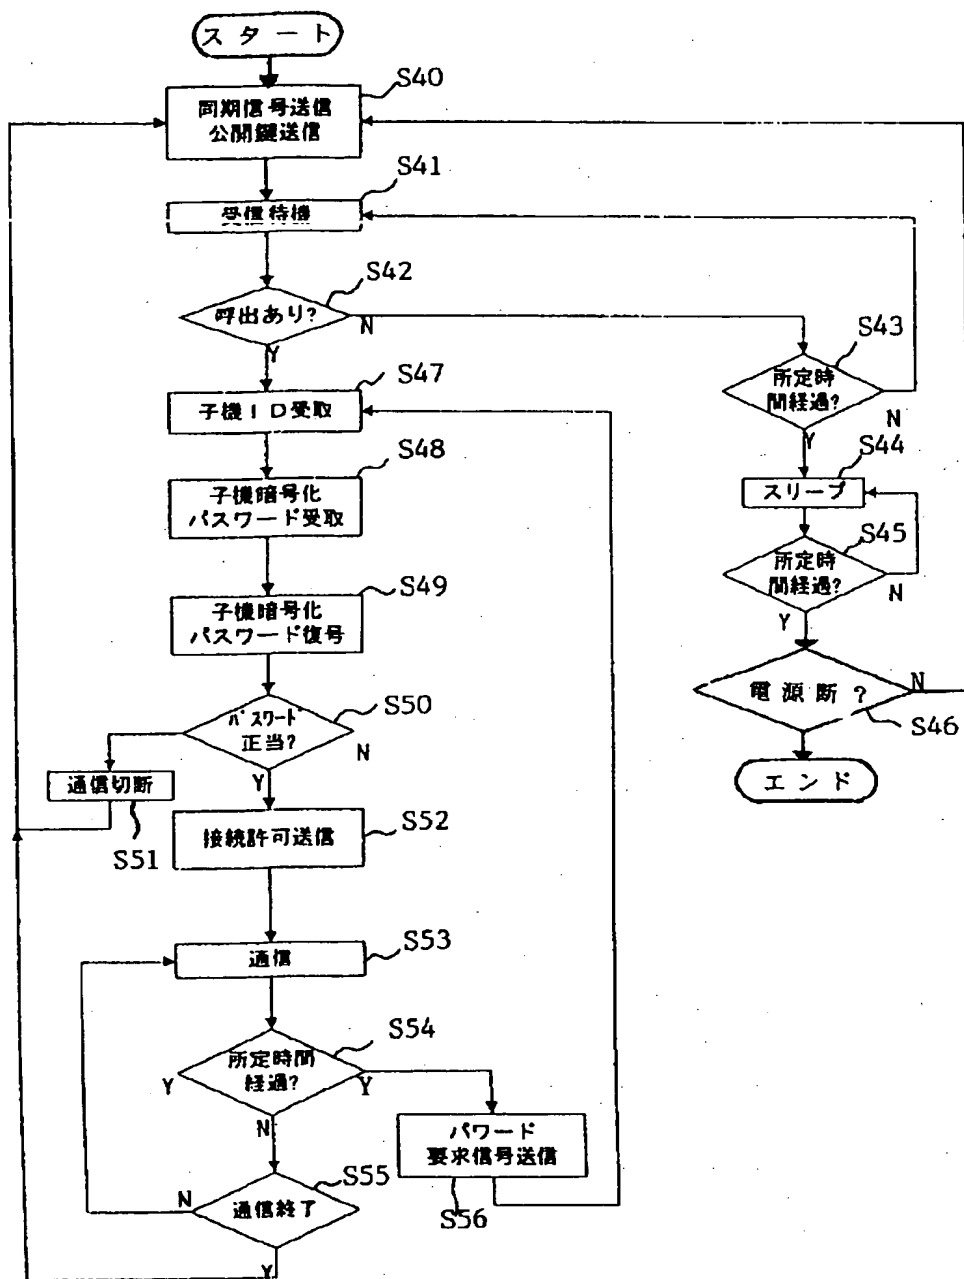 スタート
S40
同期信号送信
公開鍵送信
S41
受信待機
S42
呼出あり?
N
Y
S43
所定時
間経過?
N
Y
S47
子機ID受取
S44
スリープ
S48
子機暗号化
パスワード受取
S45
所定時
間経過?
N
Y
S49
子機暗号化
パスワード復号
電源断?
N
S46
エンド
S50
パスワード
正当?
N
Y
通信切断
S51
S52
接続許可送信
S53
通信
S54
所定時間
経過?
Y
Y
N
パワード
要求信号送信
S56
S55
通信終了
N
Y